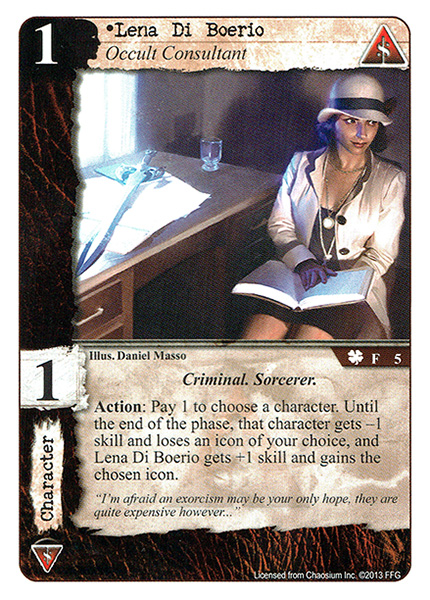 1
•Lena Di Boerio
Occult Consultant
Illus. Daniel Masso
F 5
1
Character
Criminal. Sorcerer.
Action: Pay 1 to choose a character. Until
the end of the phase, that character gets –1
skill and loses an icon of your choice, and
Lena Di Boerio gets +1 skill and gains the
chosen icon.
"I'm afraid an exorcism may be your only hope, they are
quite expensive however..."
Licensed from Chaosium Inc. ©2013 FFG